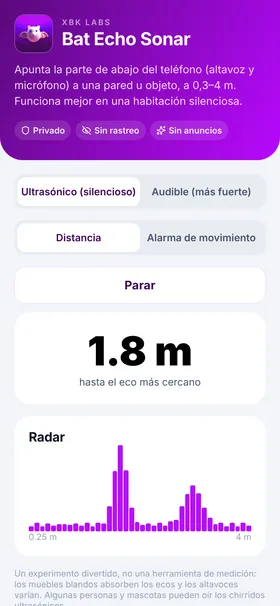 XBK LABS
Bat Echo Sonar
Apunta la parte de abajo del teléfono (altavoz y
micrófono) a una pared u objeto, a 0,3–4 m.
Funciona mejor en una habitación silenciosa.
Privado
Sin rastreo
Sin anuncios
Ultrasónico (silencioso)
Audible (más fuerte)
Distancia
Alarma de movimiento
Parar
1.8 m
hasta el eco más cercano
Radar
0.25 m
4 m
Un experimento divertido, no una herramienta de medición:
los muebles blandos absorben los ecos y los altavoces
varían. Algunas personas y mascotas pueden oír los chirridos
ultrasónicos.